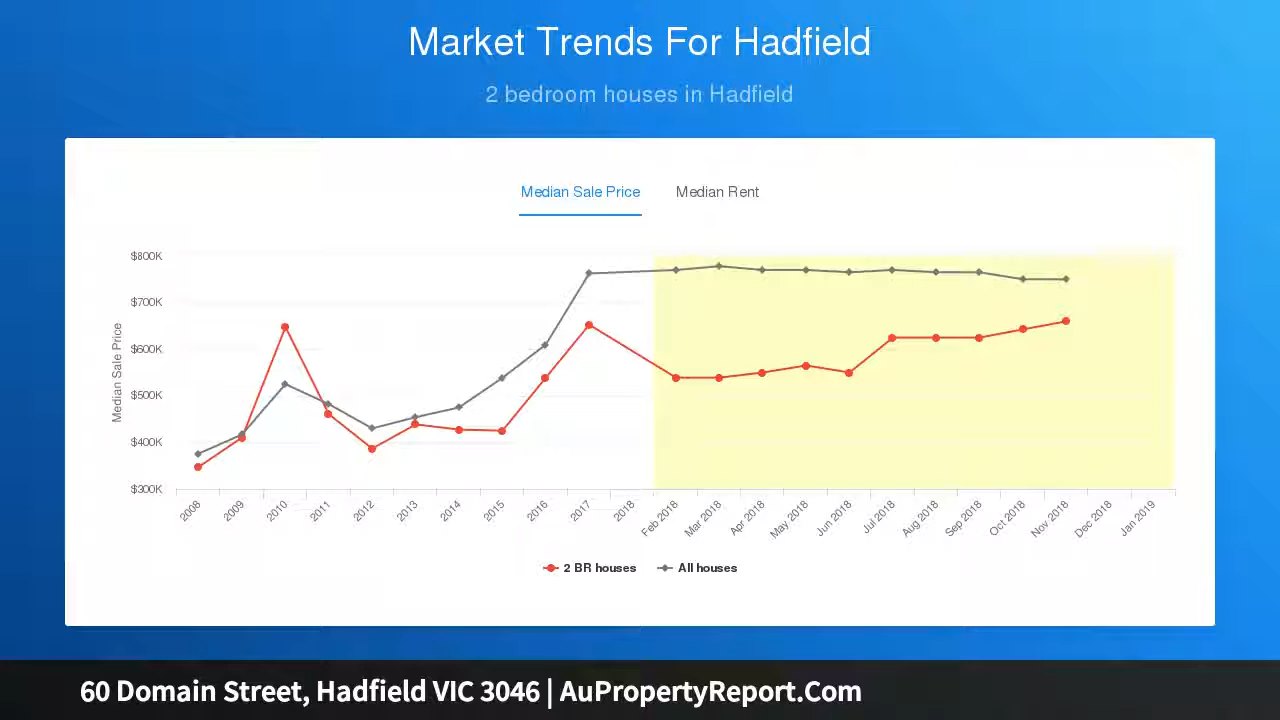 Market Trends For Hadfield
2 bedroom houses in Hadfield
Median Sale Price Median Rent
Median Sale Price
$800K
$700K
$600K
$500K
$400K
$300K
2008 2009 2010 2011 2012 2013 2014 2015 2016 2017 2018 Feb 2018 Mar 2018 Apr 2018 May 2018 Jun 2018 Jul 2018 Aug 2018 Sep 2018 Oct 2018 Nov 2018 Dec 2018 Jan 2019
2 BR houses All houses
60 Domain Street, Hadfield VIC 3046 | AuPropertyReport.Com